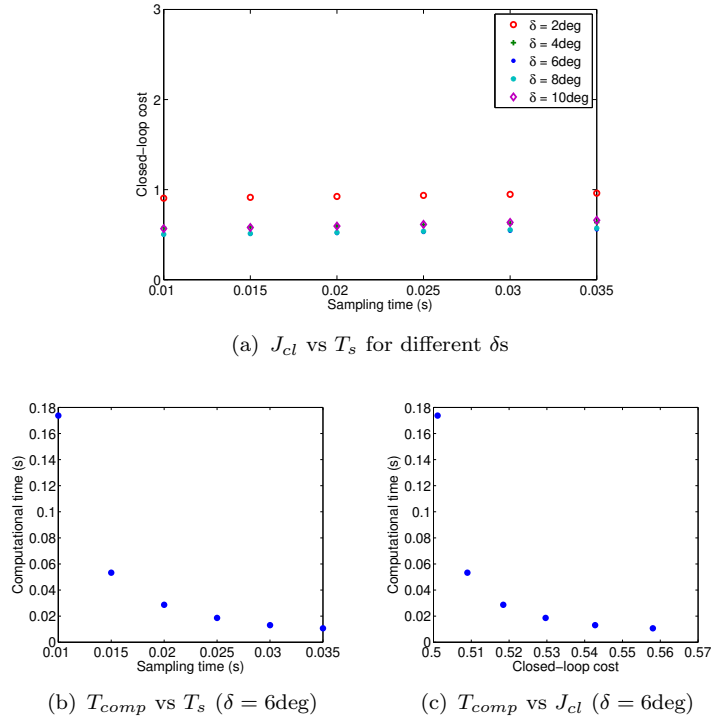 3
2
1
0
Closed−loop cost
δ = 2deg
δ = 4deg
δ = 6deg
δ = 8deg
δ = 10deg
0.01 0.015 0.02 0.025 0.03 0.035
Sampling time (s)
(a) J_cl vs T_s for different δs
0.18
0.16
0.14
0.12
0.1
0.08
0.06
0.04
0.02
0
Computational time (s)
0.01 0.015 0.02 0.025 0.03 0.035
Sampling time (s)
(b) T_comp vs T_s (δ = 6deg)
0.18
0.16
0.14
0.12
0.1
0.08
0.06
0.04
0.02
0
Computational time (s)
0.5 0.51 0.52 0.53 0.54 0.55 0.56 0.57
Closed−loop cost
(c) T_comp vs J_cl (δ = 6deg)